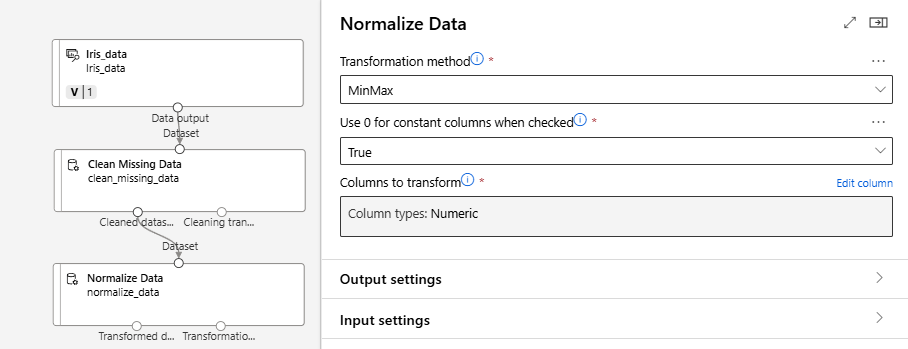 Iris_data
Iris_data
V | 1
Data output
Dataset
Clean Missing Data
clean_missing_data
Cleaned datas... Cleaning tran...
Dataset
Normalize Data
normalize_data
Transformed d... Transformatio...
Normalize Data
Transformation method *
MinMax
Use 0 for constant columns when checked *
True
Columns to transform * Edit column
Column types: Numeric
Output settings
Input settings